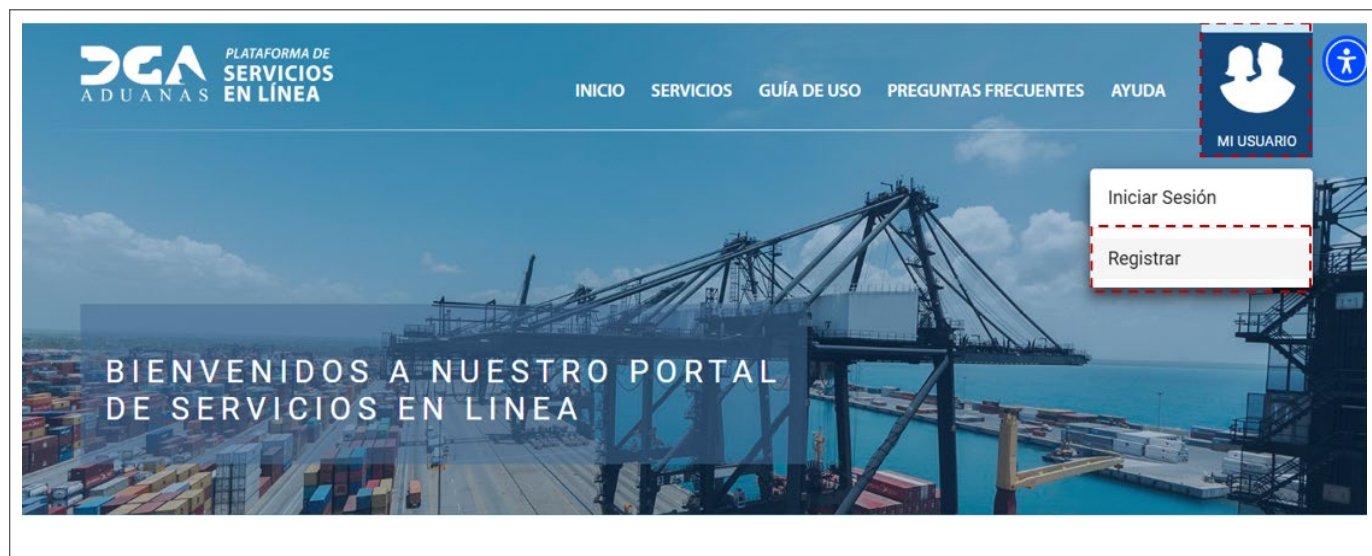 DGA
ADUANAS
PLATAFORMA DE
SERVICIOS
EN LÍNEA
INICIO SERVICIOS GUÍA DE USO PREGUNTAS FRECUENTES AYUDA
MI USUARIO
Iniciar Sesión
Registrar
BIENVENIDOS A NUESTRO PORTAL
DE SERVICIOS EN LINEA